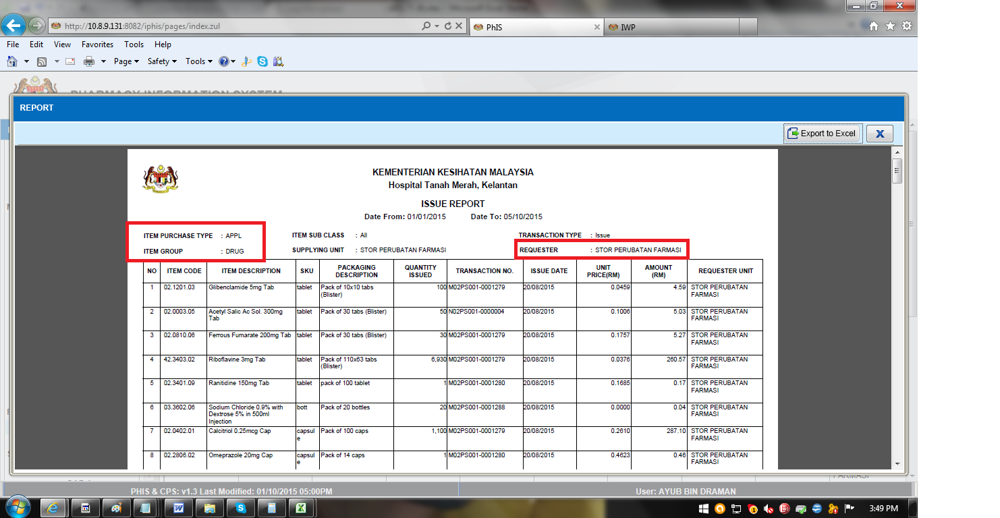 http://10.8.9.131:8082/iphis/pages/index.zul
PhIS
IWP
File Edit View Favorites Tools Help
Page Safety Tools
PHARMACY INFORMATION SYSTEM
REPORT
Export to Excel
X
KEMENTERIAN KESIHATAN MALAYSIA
Hospital Tanah Merah, Kelantan
ISSUE REPORT
Date From: 01/01/2015 Date To: 05/10/2015
ITEM PURCHASE TYPE : APPL ITEM SUB CLASS : All TRANSACTION TYPE : Issue
ITEM GROUP : DRUG SUPPLYING UNIT : STOR PERUBATAN FARMASI REQUESTER : STOR PERUBATAN FARMASI
NO ITEM CODE ITEM DESCRIPTION SKU PACKAGING DESCRIPTION QUANTITY ISSUED TRANSACTION NO. ISSUE DATE UNIT PRICE(RM) AMOUNT (RM) REQUESTER UNIT
1 02.1201.03 Glibenclamide 5mg Tab tablet Pack of 10x10 tabs (Blister) 100 M02PS001-0001279 20/08/2015 0.0459 4.59 STOR PERUBATAN FARMASI
2 02.0003.05 Acetyl Salic Ac Sol. 300mg Tab tablet Pack of 30 tabs (Blister) 50 N02PS001-0000004 20/08/2015 0.1006 5.03 STOR PERUBATAN FARMASI
3 02.0810.06 Ferrous Fumarate 200mg Tab tablet Pack of 30 tabs (Blister) 30 M02PS001-0001279 20/08/2015 0.1757 5.27 STOR PERUBATAN FARMASI
4 42.3403.02 Riboflavine 3mg Tab tablet Pack of 110x63 tabs (Blister) 6,930 M02PS001-0001279 20/08/2015 0.0376 260.57 STOR PERUBATAN FARMASI
5 02.3401.09 Ranitidine 150mg Tab tablet pack of 100 tablet 1 M02PS001-0001280 20/08/2015 0.1685 0.17 STOR PERUBATAN FARMASI
6 03.3602.06 Sodium Chloride 0.9% with Dextrose 5% in 500ml Injection bott Pack of 20 bottles 20 M02PS001-0001288 20/08/2015 0.0000 0.04 STOR PERUBATAN FARMASI
7 02.0402.01 Calcitriol 0.25mcg Cap capsule Pack of 100 caps 1,100 M02PS001-0001279 20/08/2015 0.2610 287.10 STOR PERUBATAN FARMASI
8 02.2806.02 Omeprazole 20mg Cap capsule Pack of 14 caps 1 M02PS001-0001280 20/08/2015 0.4623 0.46 STOR PERUBATAN FARMASI
FARMASI
PHIS & CPS: v1.3 Last Modified: 01/10/2015 05:00PM User: AYUB BIN DRAMAN
3:49 PM